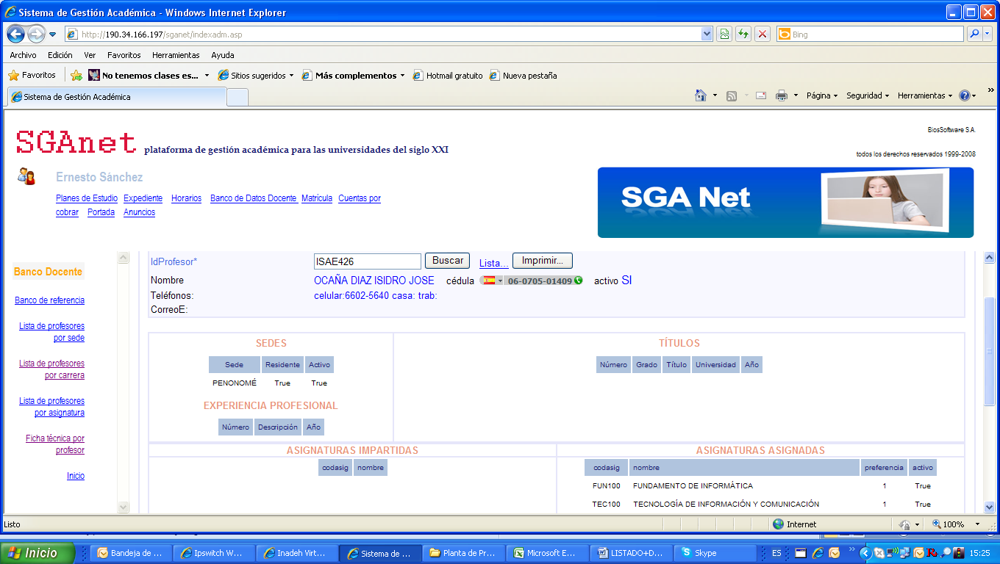 Sistema de Gestión Académica - Windows Internet Explorer
http://190.34.166.197/sganet/indexadm.asp
Bing
Archivo Edición Ver Favoritos Herramientas Ayuda
Favoritos No tenemos clases es... Sitios sugeridos Más complementos Hotmail gratuito Nueva pestaña
Sistema de Gestión Académica
Página Seguridad Herramientas »
SGAnet plataforma de gestión académica para las universidades del siglo XXI
BiosSoftware S.A.
todos los derechos reservados 1999-2008
Ernesto Sánchez
Planes de Estudio Expediente Horarios Banco de Datos Docente Matrícula Cuentas por
cobrar Portada Anuncios
SGA Net
Banco Docente
Banco de referencia
Lista de profesores
por sede
Lista de profesores
por carrera
Lista de profesores
por asignatura
Ficha técnica por
profesor
Inicio
IdProfesor* ISAE426 Buscar Lista... Imprimir...
Nombre OCAÑA DIAZ ISIDRO JOSE cédula 06-0705-01409 activo SI
Teléfonos: celular:6602-5640 casa: trab:
CorreoE:
SEDES
Sede Residente Activo
PENONOMÉ True True
EXPERIENCIA PROFESIONAL
Número Descripción Año
TÍTULOS
Número Grado Título Universidad Año
ASIGNATURAS IMPARTIDAS
codasig nombre
ASIGNATURAS ASIGNADAS
codasig nombre preferencia activo
FUN100 FUNDAMENTO DE INFORMÁTICA 1 True
TEC100 TECNOLOGÍA DE INFORMACIÓN Y COMUNICACIÓN 1 True
Listo Internet 100%
Inicio Bandeja de ... Ipswitch W... Inadeh Virt... Sistema de ... Planta de Pr... Microsoft E... LISTADO+D... Skype ES » 15:25